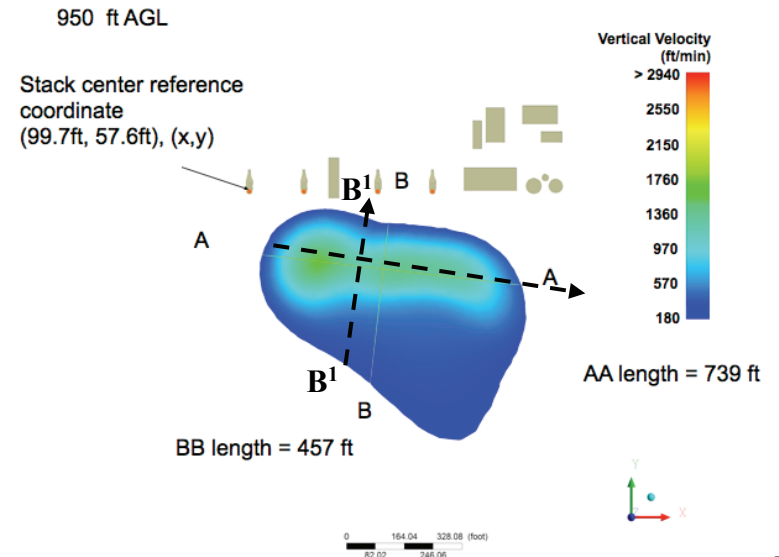 950 ft AGL
Vertical Velocity
(ft/min)
> 2940
2550
2150
1760
1360
970
570
180
Stack center reference
coordinate
(99.7ft, 57.6ft), (x,y)
B¹
B
A
A
B¹
B
AA length = 739 ft
BB length = 457 ft
Y
Z
X
0 164.04 328.08 (foot)
82.02 246.06